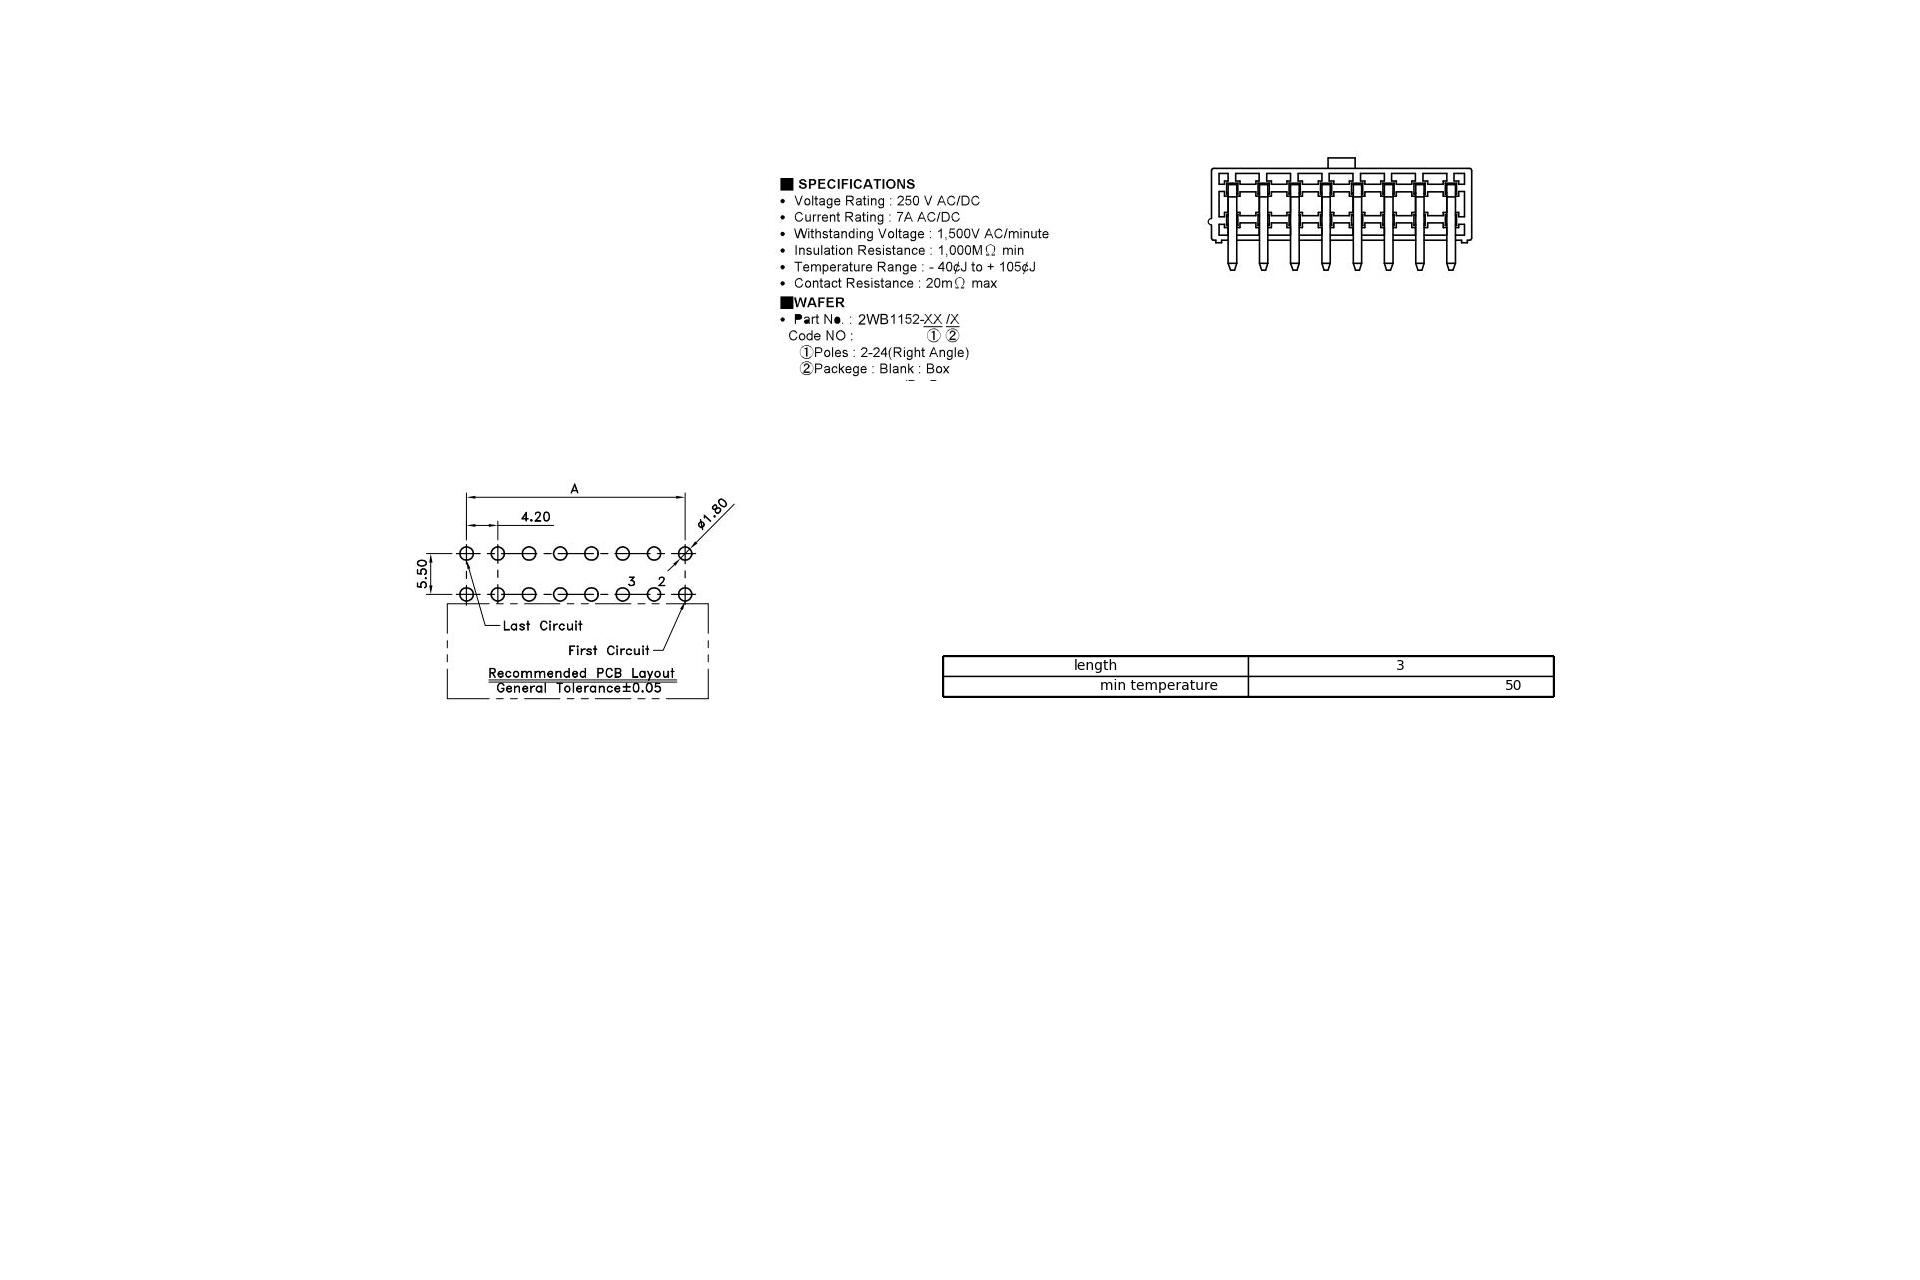 ■ SPECIFICATIONS
• Voltage Rating : 250 V AC/DC
• Current Rating : 7A AC/DC
• Withstanding Voltage : 1,500V AC/minute
• Insulation Resistance : 1,000MΩ min
• Temperature Range : - 40¢J to + 105¢J
• Contact Resistance : 20mΩ max
■WAFER
• Part No. : 2WB1152-XX /X
Code NO : ① ②
①Poles : 2-24(Right Angle)
②Packege : Blank : Box
A
4.20
ø1.80
5.50
3 2
Last Circuit
First Circuit
Recommended PCB Layout
General Tolerance±0.05
length 3
min temperature 50